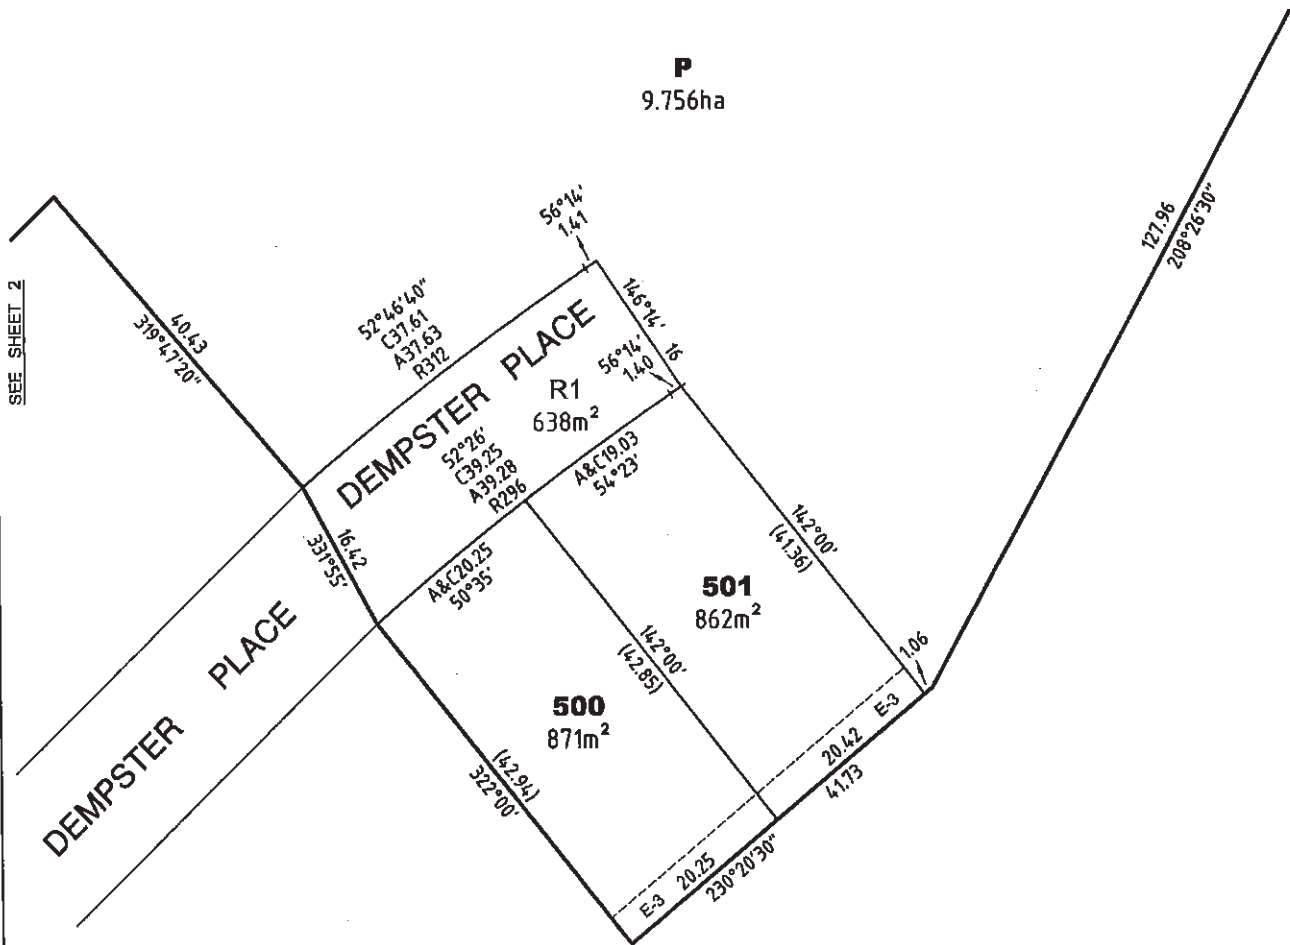 P
9.756ha
SEE SHEET 2
40.43
319°47'20"
56°14'
1.41
52°46'40"
C37.61
A37.63
R312
146°14'
16
127.96
208°26'30"
DEMPSTER PLACE
R1
638m²
56°14'
1.40
52°26'
C39.25
A39.28
R296
A&C19.03
54°23'
16.42
331°55'
A&C20.25
50°35'
142°00'
(41.36)
501
862m²
142°00'
(42.85)
1.06
DEMPSTER PLACE
500
871m²
(42.94)
322°00'
E-3
20.42
41.73
E-3
20.25
230°20'30"